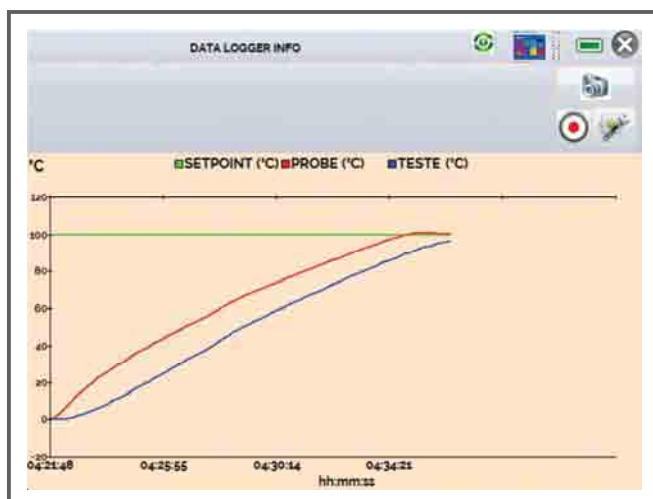 DATA LOGGER INFO
°C
SETPOINT (°C) PROBE (°C) TESTE (°C)
120
100
80
60
40
20
0
-20
04:21:48 04:25:55 04:30:14 04:34:21
hh:mm:ss